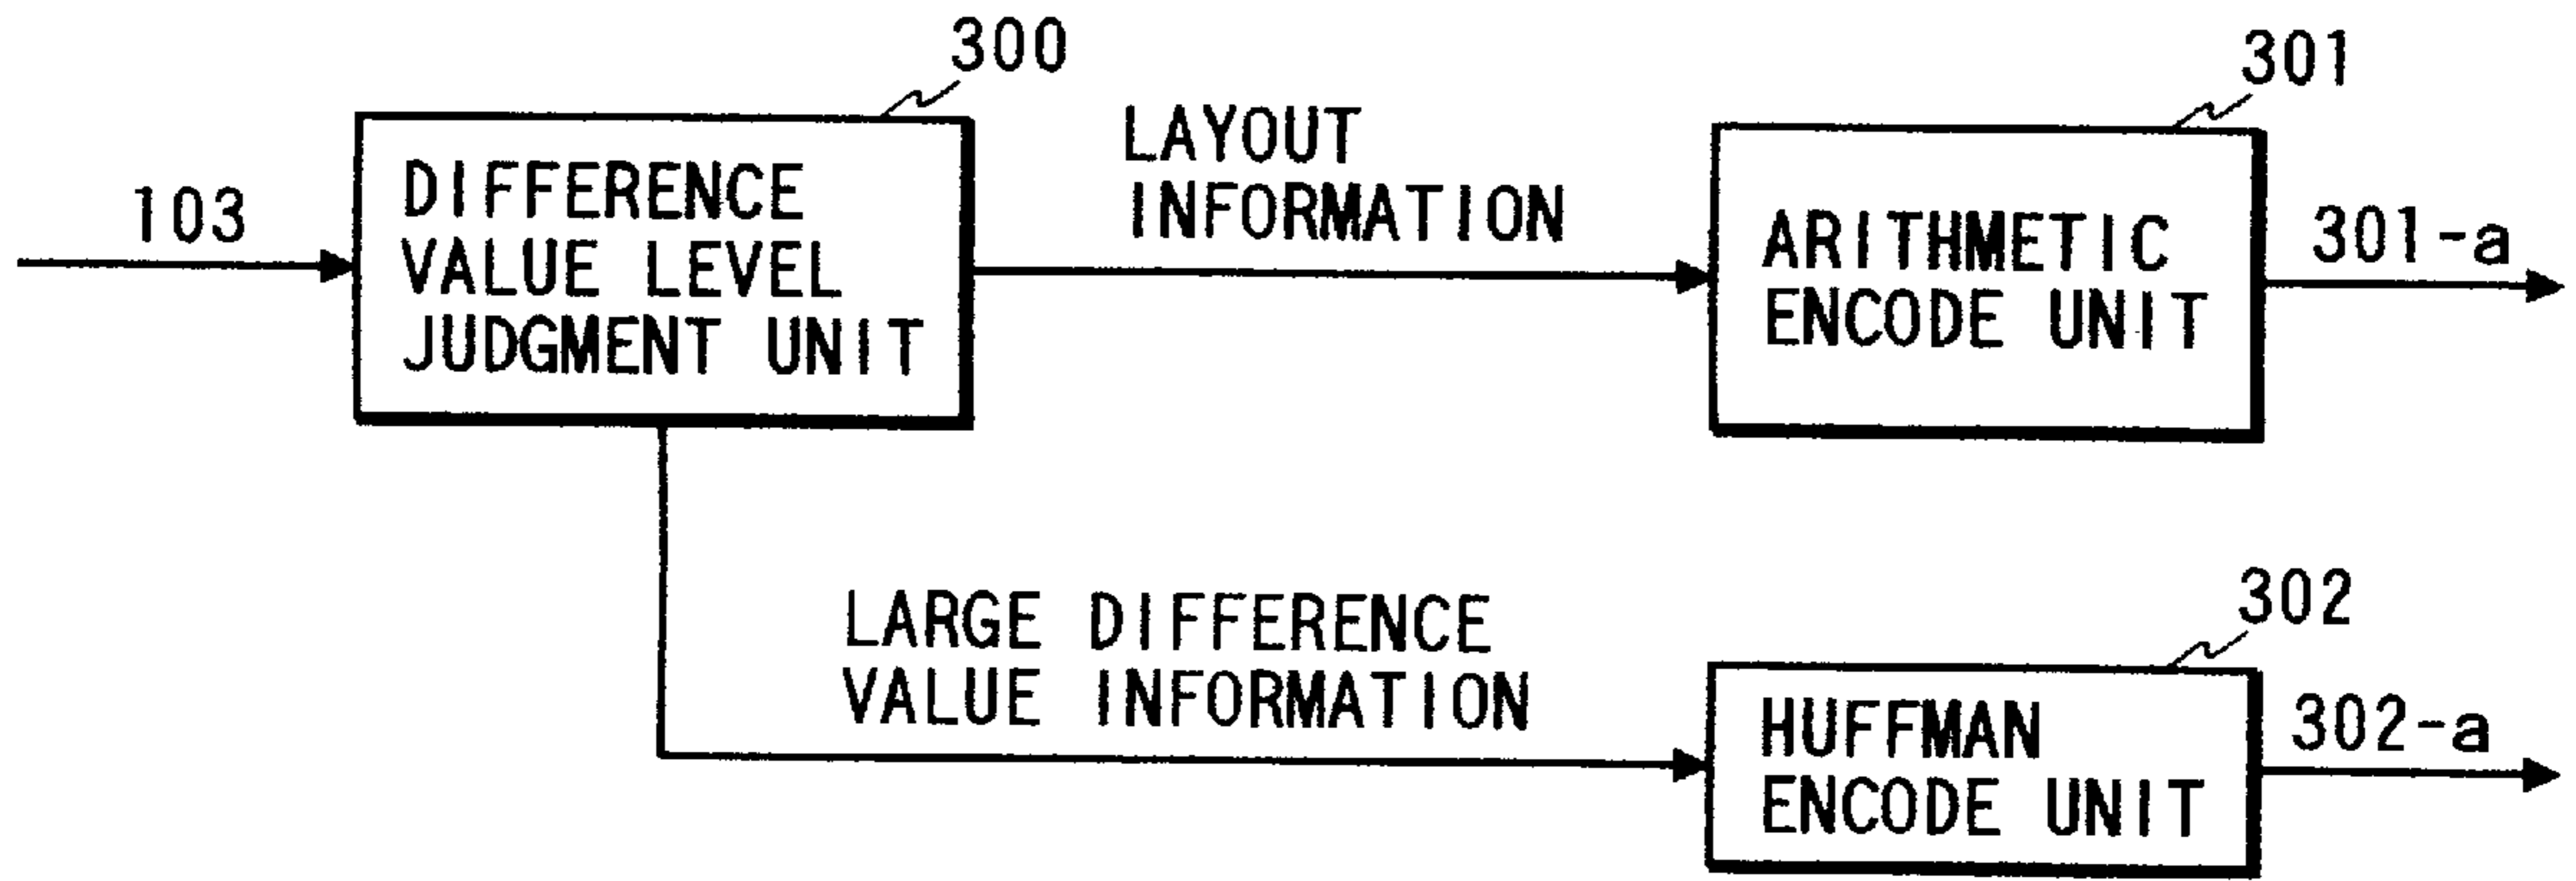 300
103
DIFFERENCE
VALUE LEVEL
JUDGMENT UNIT
LAYOUT
INFORMATION
301
ARITHMETIC
ENCODE UNIT
301-a
LARGE DIFFERENCE
VALUE INFORMATION
302
HUFFMAN
ENCODE UNIT
302-a